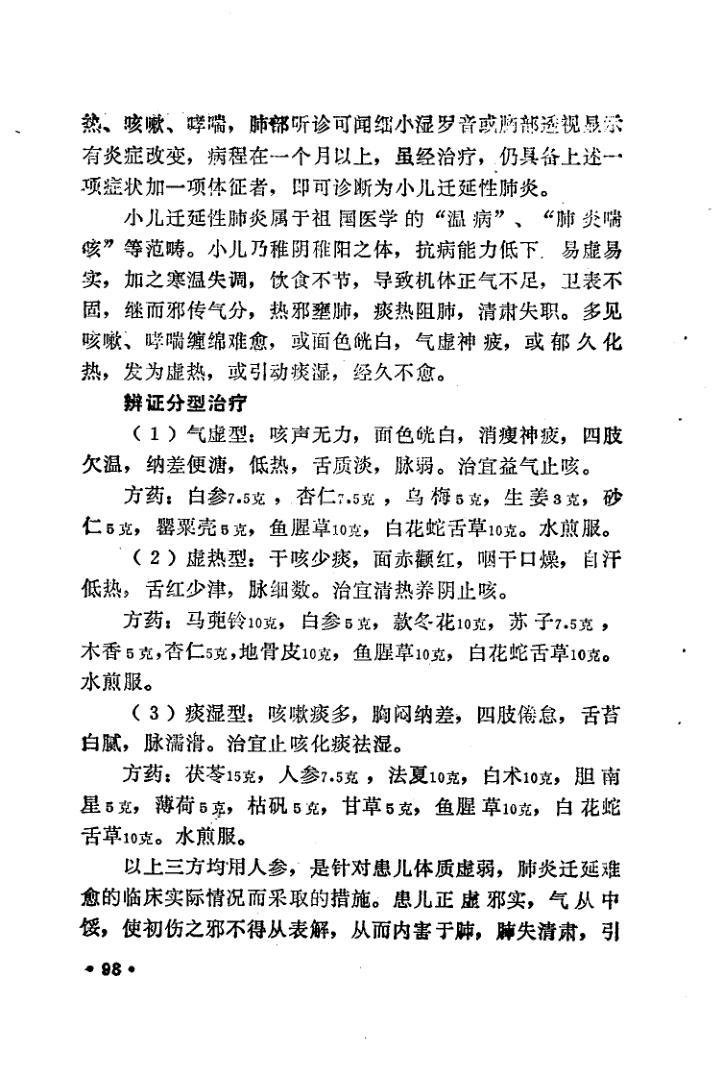 热、咳嗽、哮喘，肺部听诊可闻细小湿罗音或胸部透视显示
有炎症改变，病程在一个月以上，虽经治疗，仍具备上述一
项症状加一项体征者，即可诊断为小儿迁延性肺炎。
小儿迁延性肺炎属于祖国医学的“温病”、“肺炎喘
咳”等范畴。小儿乃稚阴稚阳之体，抗病能力低下．易虚易
实，加之寒温失调，饮食不节，导致机体正气不足，卫表不
固，继而邪传气分，热邪壅肺，痰热阻肺，清肃失职。多见
咳嗽、哮喘缠绵难愈，或面色㿠白，气虚神疲，或郁久化
热，发为虚热，或引动痰湿，经久不愈。
辨证分型治疗
（1）气虚型：咳声无力，面色㿠白，消瘦神疲，四肢
欠温，纳差便溏，低热，舌质淡，脉弱。治宜益气止咳。
方药：白参7.5克，杏仁7.5克，乌梅5克，生姜3克，砂
仁5克，罂粟壳5克，鱼腥草10克，白花蛇舌草10克。水煎服。
（2）虚热型：干咳少痰，面赤颧红，咽干口燥，自汗
低热，舌红少津，脉细数。治宜清热养阴止咳。
方药：马兜铃10克，白参5克，款冬花10克，苏子7.5克，
木香5克，杏仁5克，地骨皮10克，鱼腥草10克，白花蛇舌草10克。
水煎服。
（3）痰湿型：咳嗽痰多，胸闷纳差，四肢倦怠，舌苔
白腻，脉濡滑。治宜止咳化痰祛湿。
方药：茯苓15克，人参7.5克，法夏10克，白术10克，胆南
星5克，薄荷5克，枯矾5克，甘草5克，鱼腥草10克，白花蛇
舌草10克。水煎服。
以上三方均用人参，是针对患儿体质虚弱，肺炎迁延难
愈的临床实际情况而采取的措施。患儿正虚邪实，气从中
馁，使初伤之邪不得从表解，从而内害于肺，肺失清肃，引
•98•